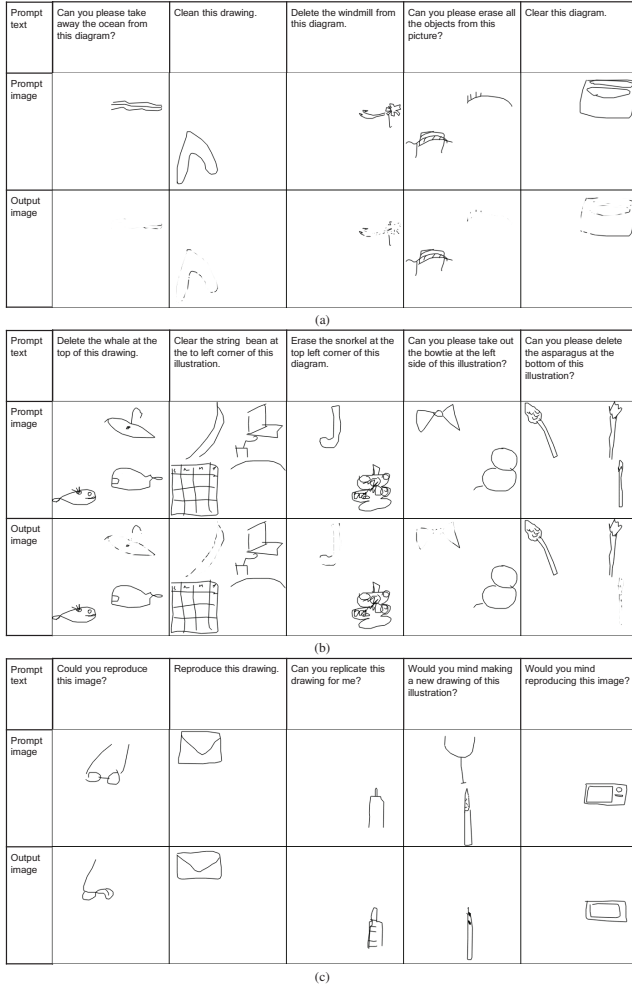 Prompt text
Can you please take away the ocean from this diagram?
Clean this drawing.
Delete the windmill from this diagram.
Can you please erase all the objects from this picture?
Clear this diagram.
Prompt image
Output image
(a)
Prompt text
Delete the whale at the top of this drawing.
Clear the string bean at the to left corner of this illustration.
Erase the snorkel at the top left corner of this diagram.
Can you please take out the bowtie at the left side of this illustration?
Can you please delete the asparagus at the bottom of this illustration?
Prompt image
Output image
(b)
Prompt text
Could you reproduce this image?
Reproduce this drawing.
Can you replicate this drawing for me?
Would you mind making a new drawing of this illustration?
Would you mind reproducing this image?
Prompt image
Output image
(c)